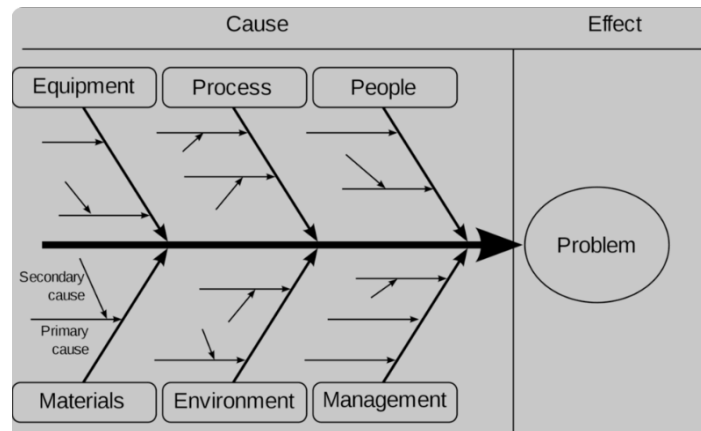 Cause
Effect
Equipment
Process
People
Problem
Secondary
cause
Primary
cause
Materials
Environment
Management